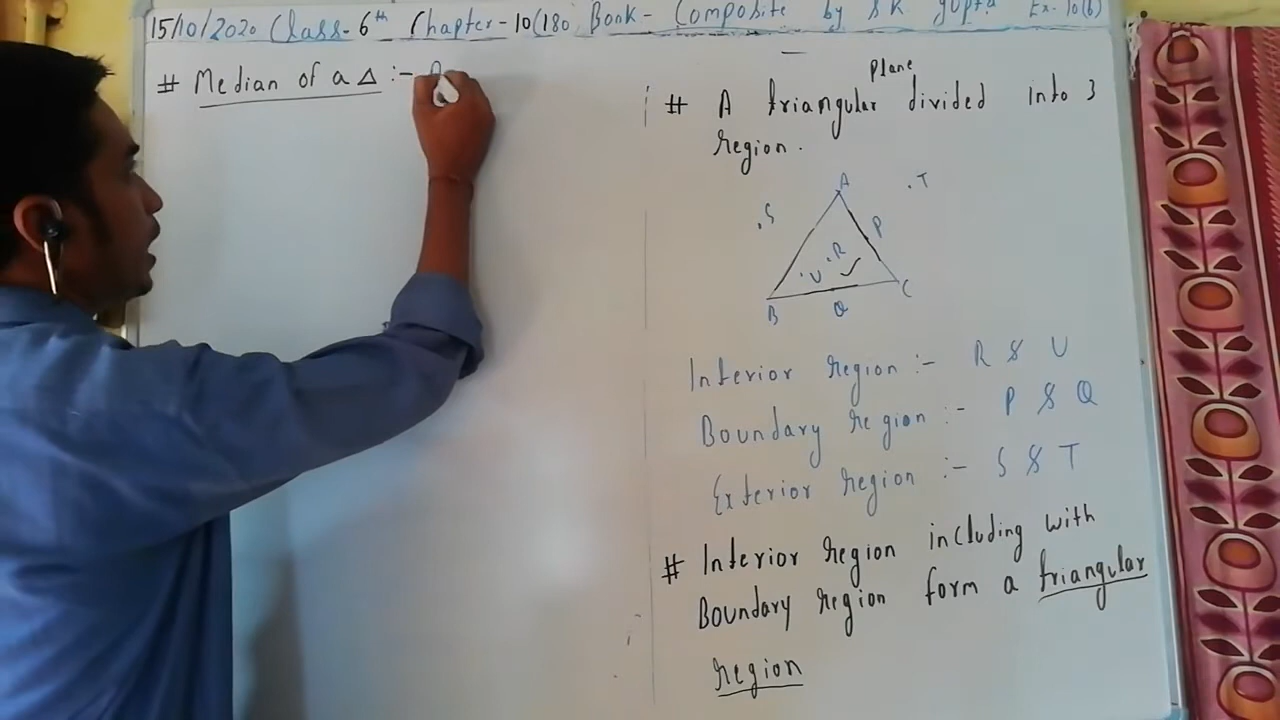 15/10/2020 Class-6th Chapter-10(180 Book- Composite by SK gupta Ex-10(b)
# Median of a Δ :- A
plane
# A triangular divided into 3
region.
A
.T
.S
P
.R
.U
B
Q
C
Interior region :- R & U
Boundary region :- P & Q
Exterior region :- S & T
# Interior region including with
Boundary region form a triangular
region